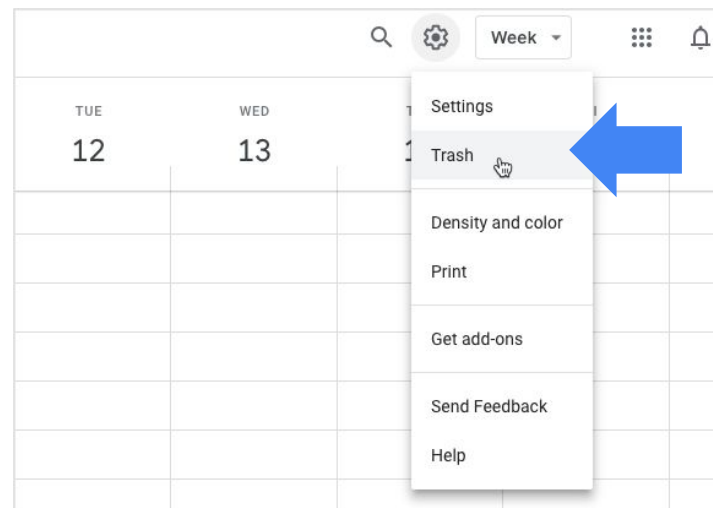 Week
TUE
WED
12
13
Settings
Trash
Density and color
Print
Get add-ons
Send Feedback
Help